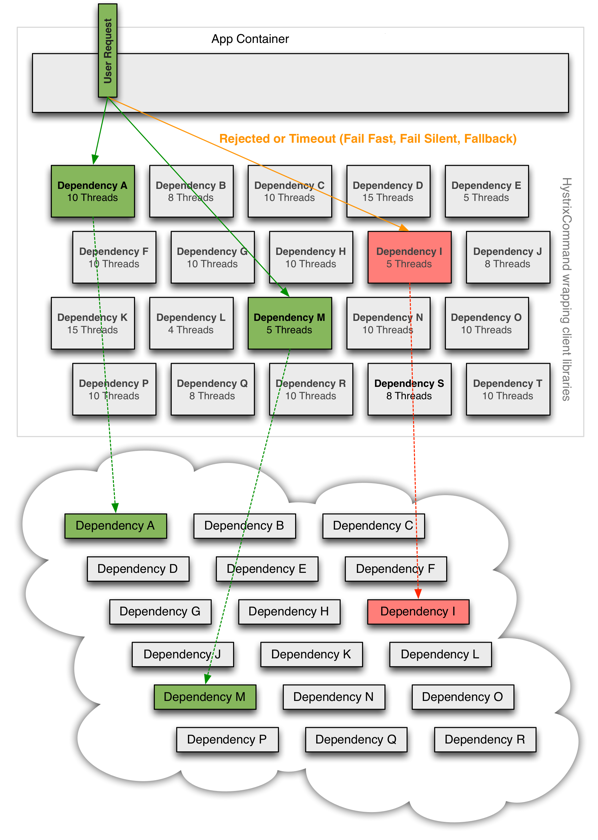 User Request
App Container
Rejected or Timeout (Fail Fast, Fail Silent, Fallback)
Dependency A
10 Threads
Dependency B
8 Threads
Dependency C
10 Threads
Dependency D
15 Threads
Dependency E
5 Threads
Dependency F
10 Threads
Dependency G
10 Threads
Dependency H
10 Threads
Dependency I
5 Threads
Dependency J
8 Threads
Dependency K
15 Threads
Dependency L
4 Threads
Dependency M
5 Threads
Dependency N
10 Threads
Dependency O
10 Threads
Dependency P
10 Threads
Dependency Q
8 Threads
Dependency R
10 Threads
Dependency S
8 Threads
Dependency T
10 Threads
HystrixCommand wrapping client libraries
Dependency A
Dependency B
Dependency C
Dependency D
Dependency E
Dependency F
Dependency G
Dependency H
Dependency I
Dependency J
Dependency K
Dependency L
Dependency M
Dependency N
Dependency O
Dependency P
Dependency Q
Dependency R